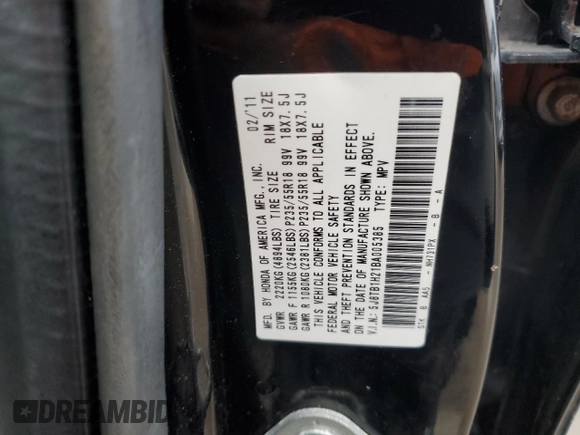 MFD. BY HONDA OF AMERICA MFG., INC. 02/'11
GVWR 2220KG(4894LBS) TIRE SIZE RIM SIZE
GAWR F 1155KG(2546LBS)P235/55R18 99V 18X7.5J
GAWR R 1080KG(2381LBS)P235/55R18 99V 18X7.5J
THIS VEHICLE CONFORMS TO ALL APPLICABLE
FEDERAL MOTOR VEHICLE SAFETY
AND THEFT PREVENTION STANDARDS IN EFFECT
ON THE DATE OF MANUFACTURE SHOWN ABOVE.
V.I.N.: 5J8TB1H21BA005385 TYPE: MPV
STK B AA5 - NH731PX - B - A
DREAMBID